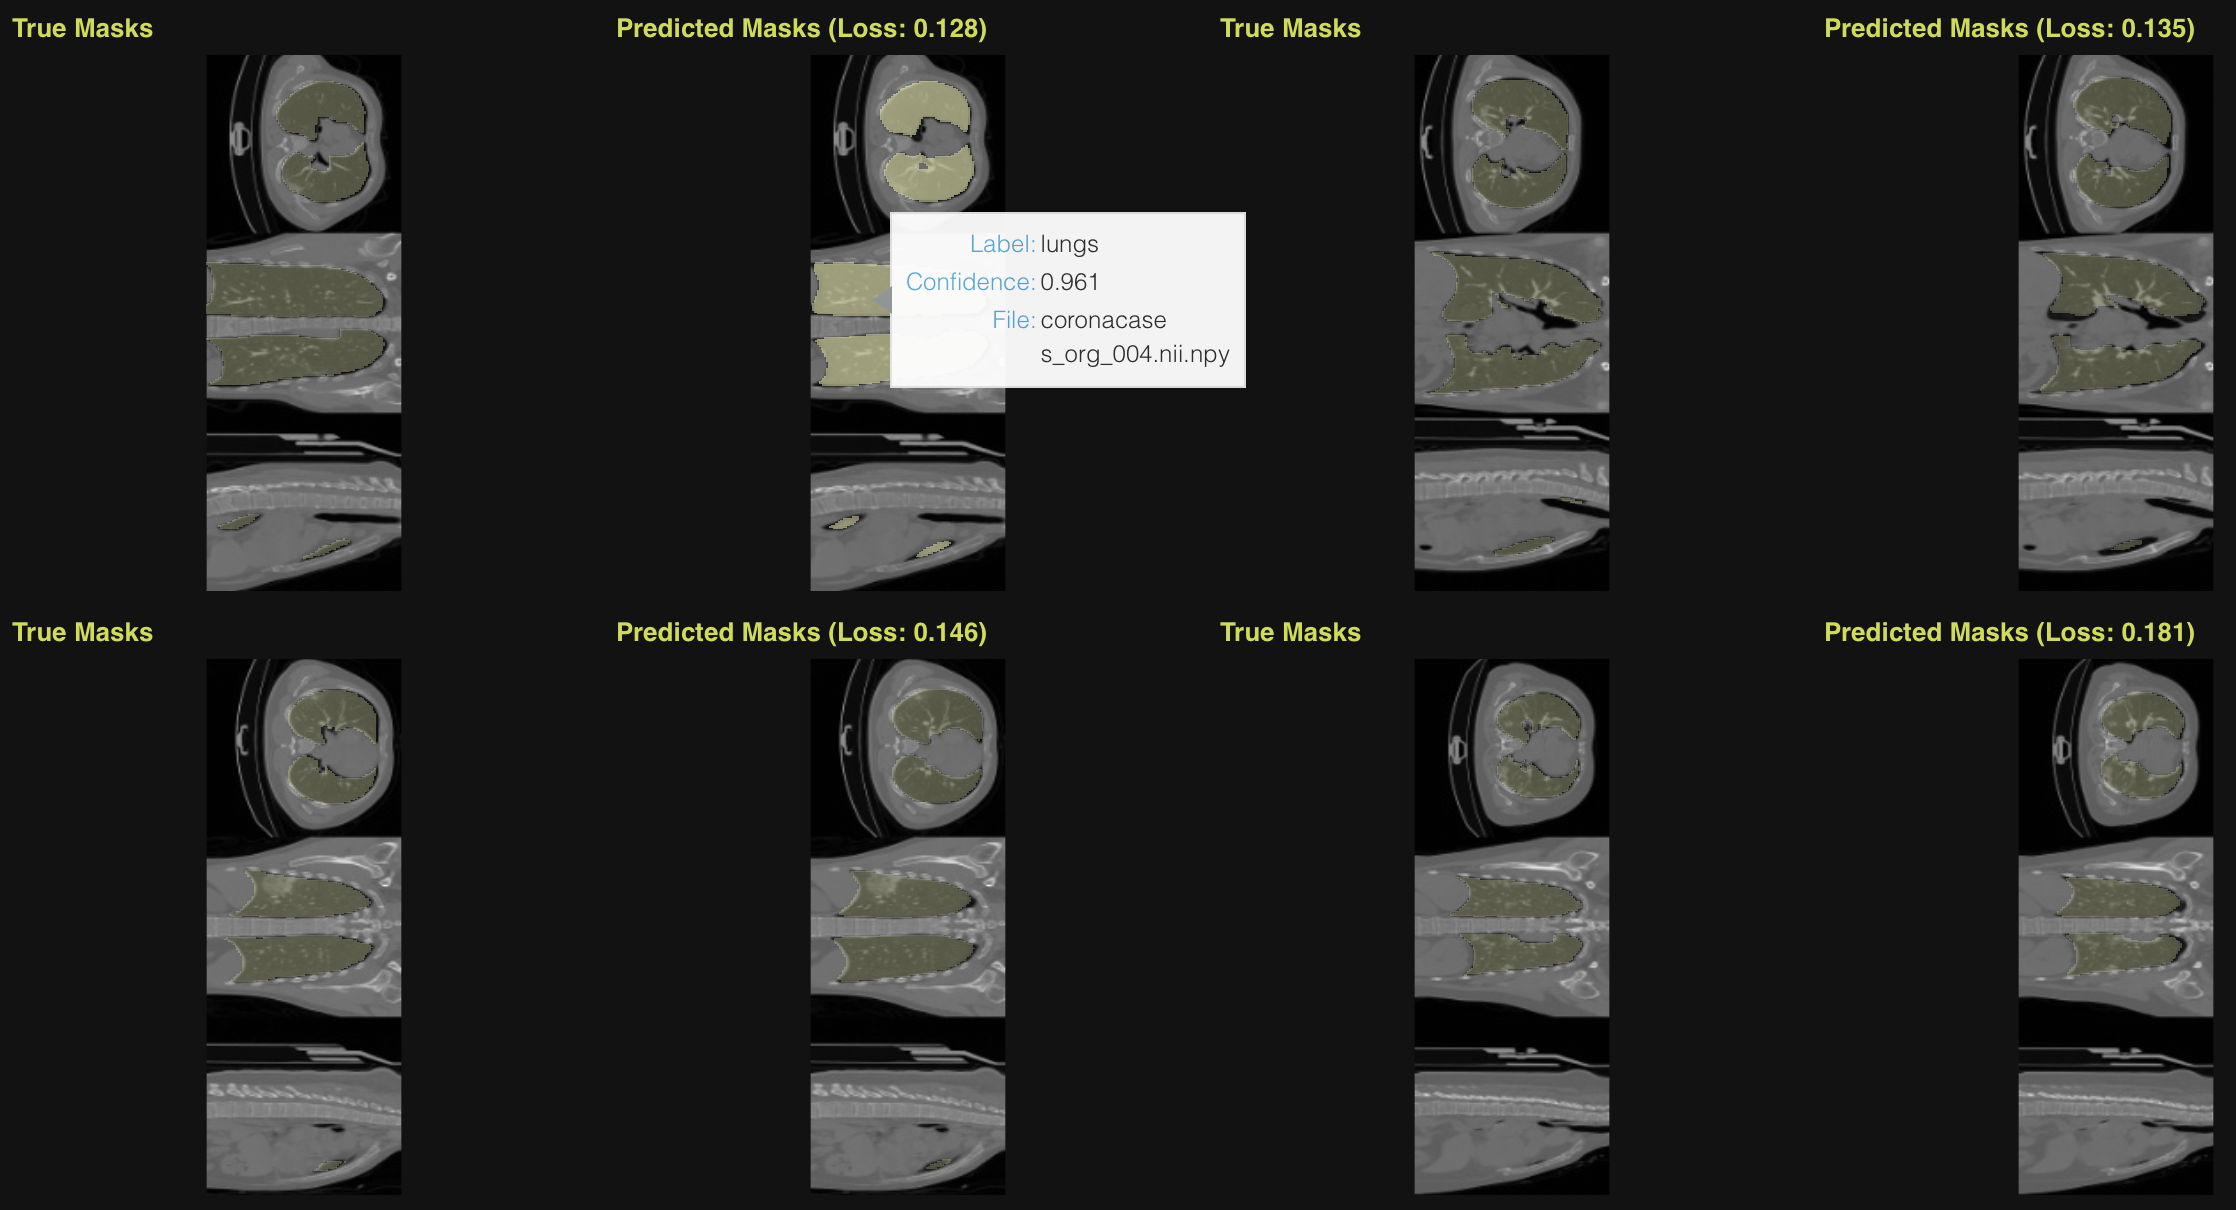 True Masks
Predicted Masks (Loss: 0.128)
True Masks
Predicted Masks (Loss: 0.135)
Label: lungs
Confidence: 0.961
File: coronacase
s_org_004.nii.npy
True Masks
Predicted Masks (Loss: 0.146)
True Masks
Predicted Masks (Loss: 0.181)